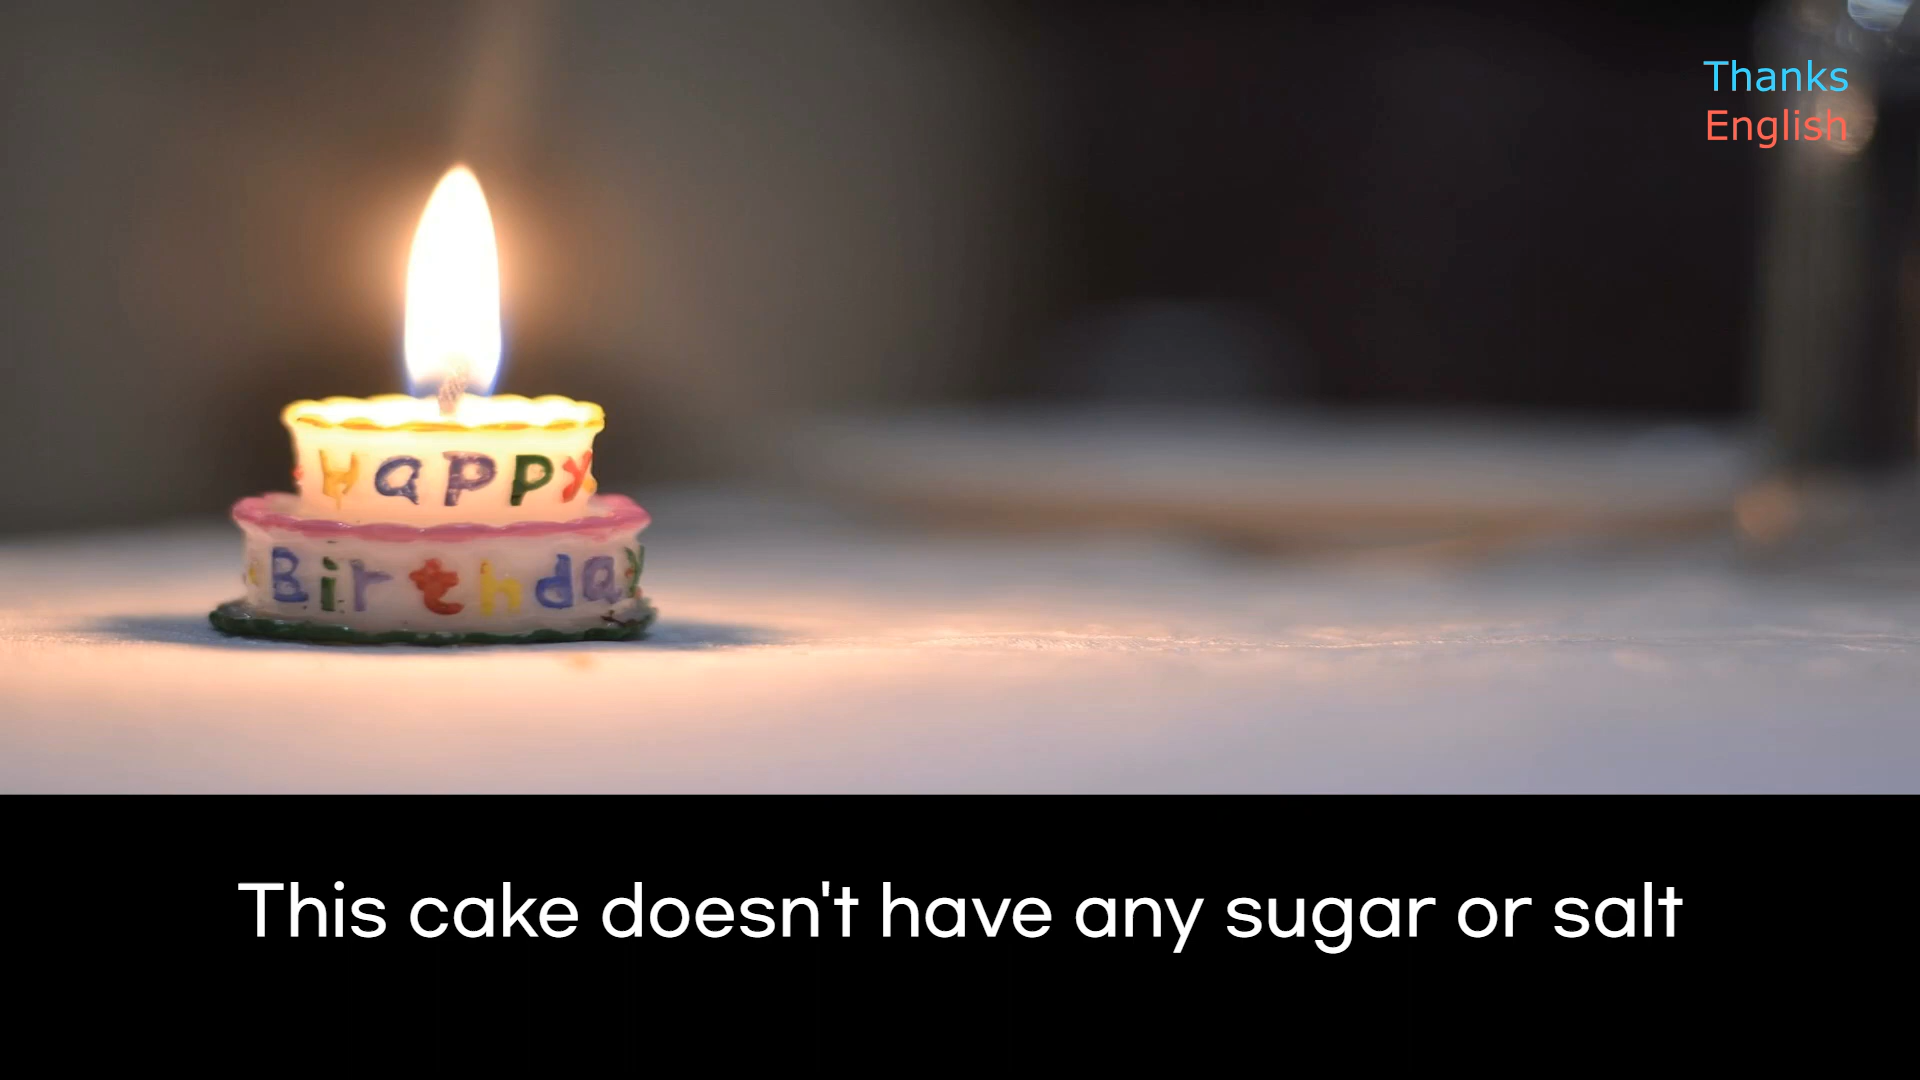 Thanks
English
Happy
Birthday
This cake doesn't have any sugar or salt